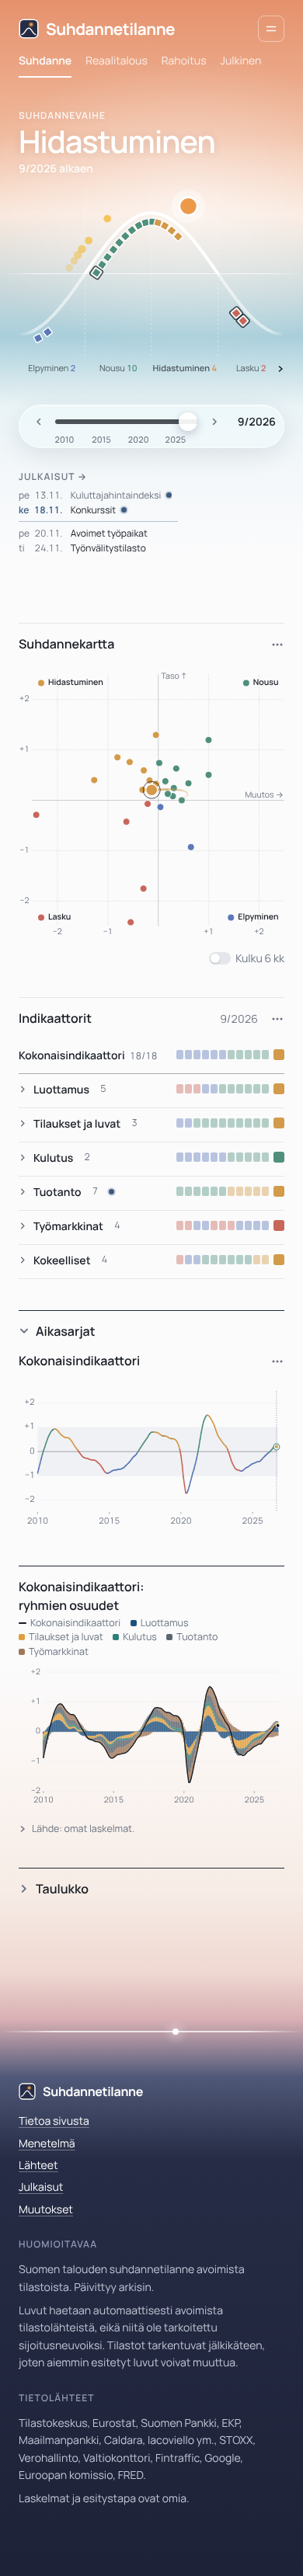 Suhdannetilanne
Suhdanne Reaalitalous Rahoitus Julkinen
SUHDANNEVAIHE
Hidastuminen
9/2026 alkaen
Elpyminen 2 Nousu 10 Hidastuminen 4 Lasku 2
9/2026
2010 2015 2020 2025
JULKAISUT →
pe 13.11. Kuluttajahintaindeksi
ke 18.11. Konkurssit
pe 20.11. Avoimet työpaikat
ti 24.11. Työnvälitystilasto
Suhdannekartta
Taso ↑
Hidastuminen Nousu
+2
+1
Muutos →
−1
−2
Lasku Elpyminen
−2 −1 +1 +2
Kulku 6 kk
Indikaattorit 9/2026
Kokonaisindikaattori 18/18
Luottamus 5
Tilaukset ja luvat 3
Kulutus 2
Tuotanto 7
Työmarkkinat 4
Kokeelliset 4
Aikasarjat
Kokonaisindikaattori
+2
+1
0
−1
−2
2010 2015 2020 2025
Kokonaisindikaattori:
ryhmien osuudet
Kokonaisindikaattori Luottamus
Tilaukset ja luvat Kulutus Tuotanto
Työmarkkinat
+2
+1
0
−1
−2
2010 2015 2020 2025
Lähde: omat laskelmat.
Taulukko
Suhdannetilanne
Tietoa sivusta
Menetelmä
Lähteet
Julkaisut
Muutokset
HUOMIOITAVAA
Suomen talouden suhdannetilanne avoimista
tilastoista. Päivittyy arkisin.
Luvut haetaan automaattisesti avoimista
tilastolähteistä, eikä niitä ole tarkoitettu
sijoitusneuvoiksi. Tilastot tarkentuvat jälkikäteen,
joten aiemmin esitetyt luvut voivat muuttua.
TIETOLÄHTEET
Tilastokeskus, Eurostat, Suomen Pankki, EKP,
Maailmanpankki, Caldara, Iacoviello ym., STOXX,
Verohallinto, Valtiokonttori, Fintraffic, Google,
Euroopan komissio, FRED.
Laskelmat ja esitystapa ovat omia.